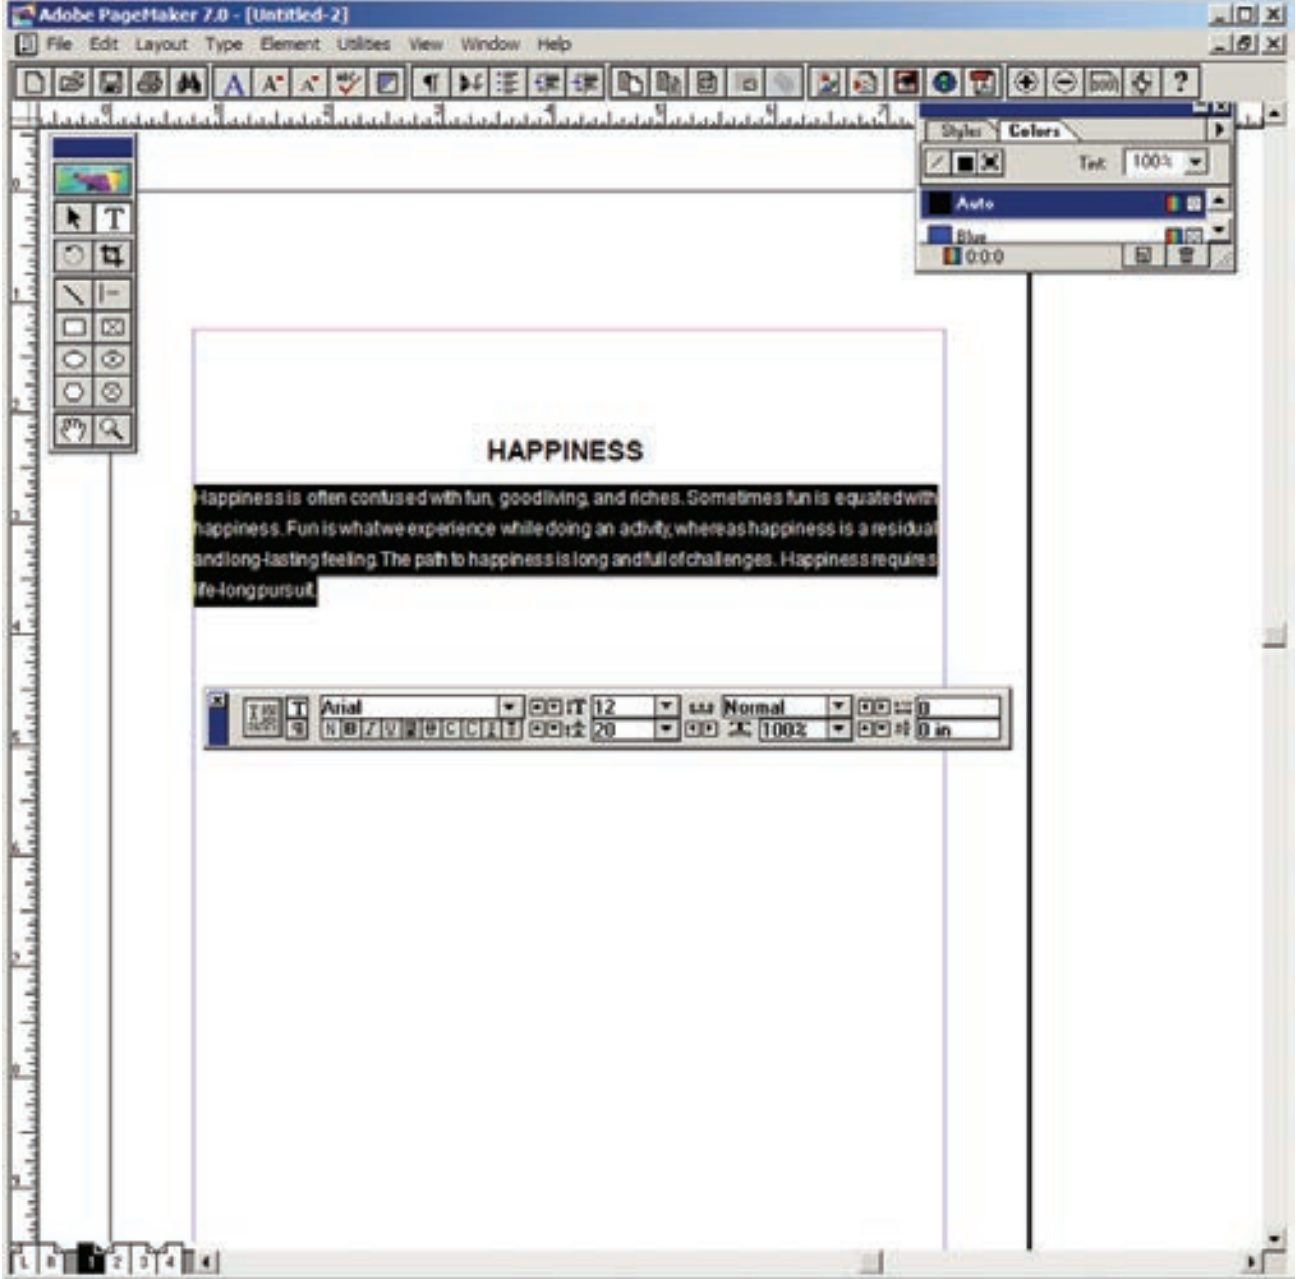 Adobe PageMaker 7.0 - [Untitled-2]
File Edit Layout Type Element Utilities View Window Help
Styles Colors
Tint: 100%
Auto
Blue
0:0:0
HAPPINESS
Happiness is often confused with fun, good living, and riches. Sometimes fun is equated with
happiness. Fun is what we experience while doing an activity, whereas happiness is a residual
and long-lasting feeling. The path to happiness is long and full of challenges. Happiness requires
life-long pursuit.
Arial 12 Normal 0
N B I U C C 20 100% 0 in
L R 1 2 3 4